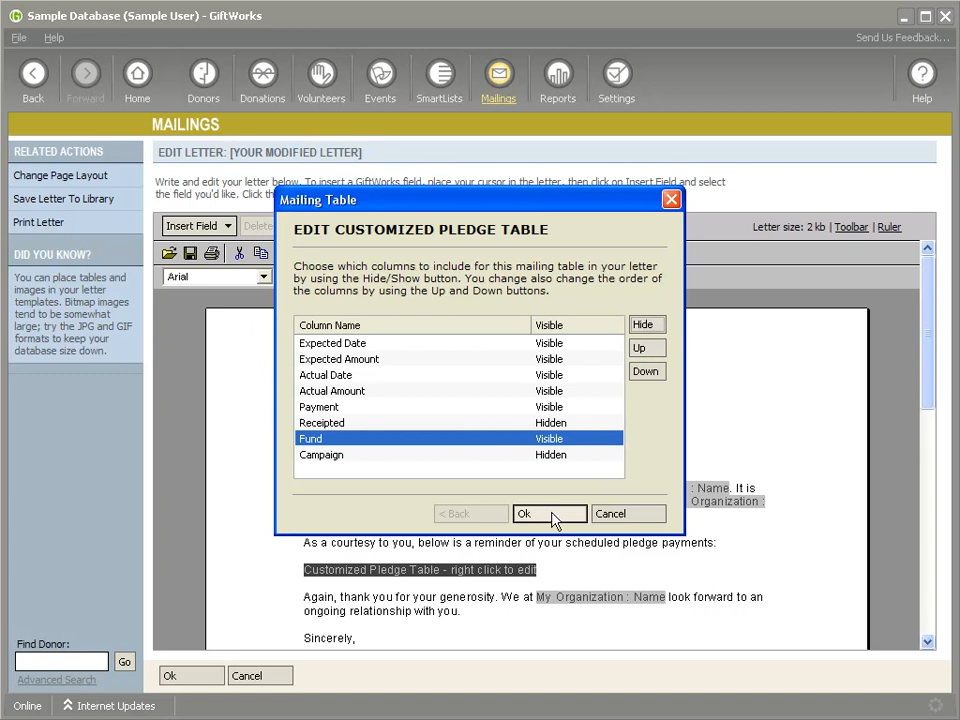 Sample Database (Sample User) - GiftWorks
File Help Send Us Feedback...
Back Forward Home Donors Donations Volunteers Events SmartLists Mailings Reports Settings Help
MAILINGS
RELATED ACTIONS
Change Page Layout
Save Letter To Library
Print Letter
DID YOU KNOW?
You can place tables and
images in your letter
templates. Bitmap images
tend to be somewhat
large; try the JPG and GIF
formats to keep your
database size down.
Find Donor:
Go
Advanced Search
EDIT LETTER: [YOUR MODIFIED LETTER]
Write and edit your letter below. To insert a GiftWorks field, place your cursor in the letter, then click on Insert Field and select
the field you'd like. Click th
Insert Field Delete Letter size: 2 kb | Toolbar | Ruler
Arial
Mailing Table
EDIT CUSTOMIZED PLEDGE TABLE
Choose which columns to include for this mailing table in your letter
by using the Hide/Show button. You change also change the order of
the columns by using the Up and Down buttons.
Column Name Visible
Expected Date Visible
Expected Amount Visible
Actual Date Visible
Actual Amount Visible
Payment Visible
Receipted Hidden
Fund Visible
Campaign Hidden
Hide
Up
Down
< Back Ok Cancel
: Name. It is
Organization :
As a courtesy to you, below is a reminder of your scheduled pledge payments:
Customized Pledge Table - right click to edit
Again, thank you for your generosity. We at My Organization : Name look forward to an
ongoing relationship with you.
Sincerely,
Ok Cancel
Online Internet Updates